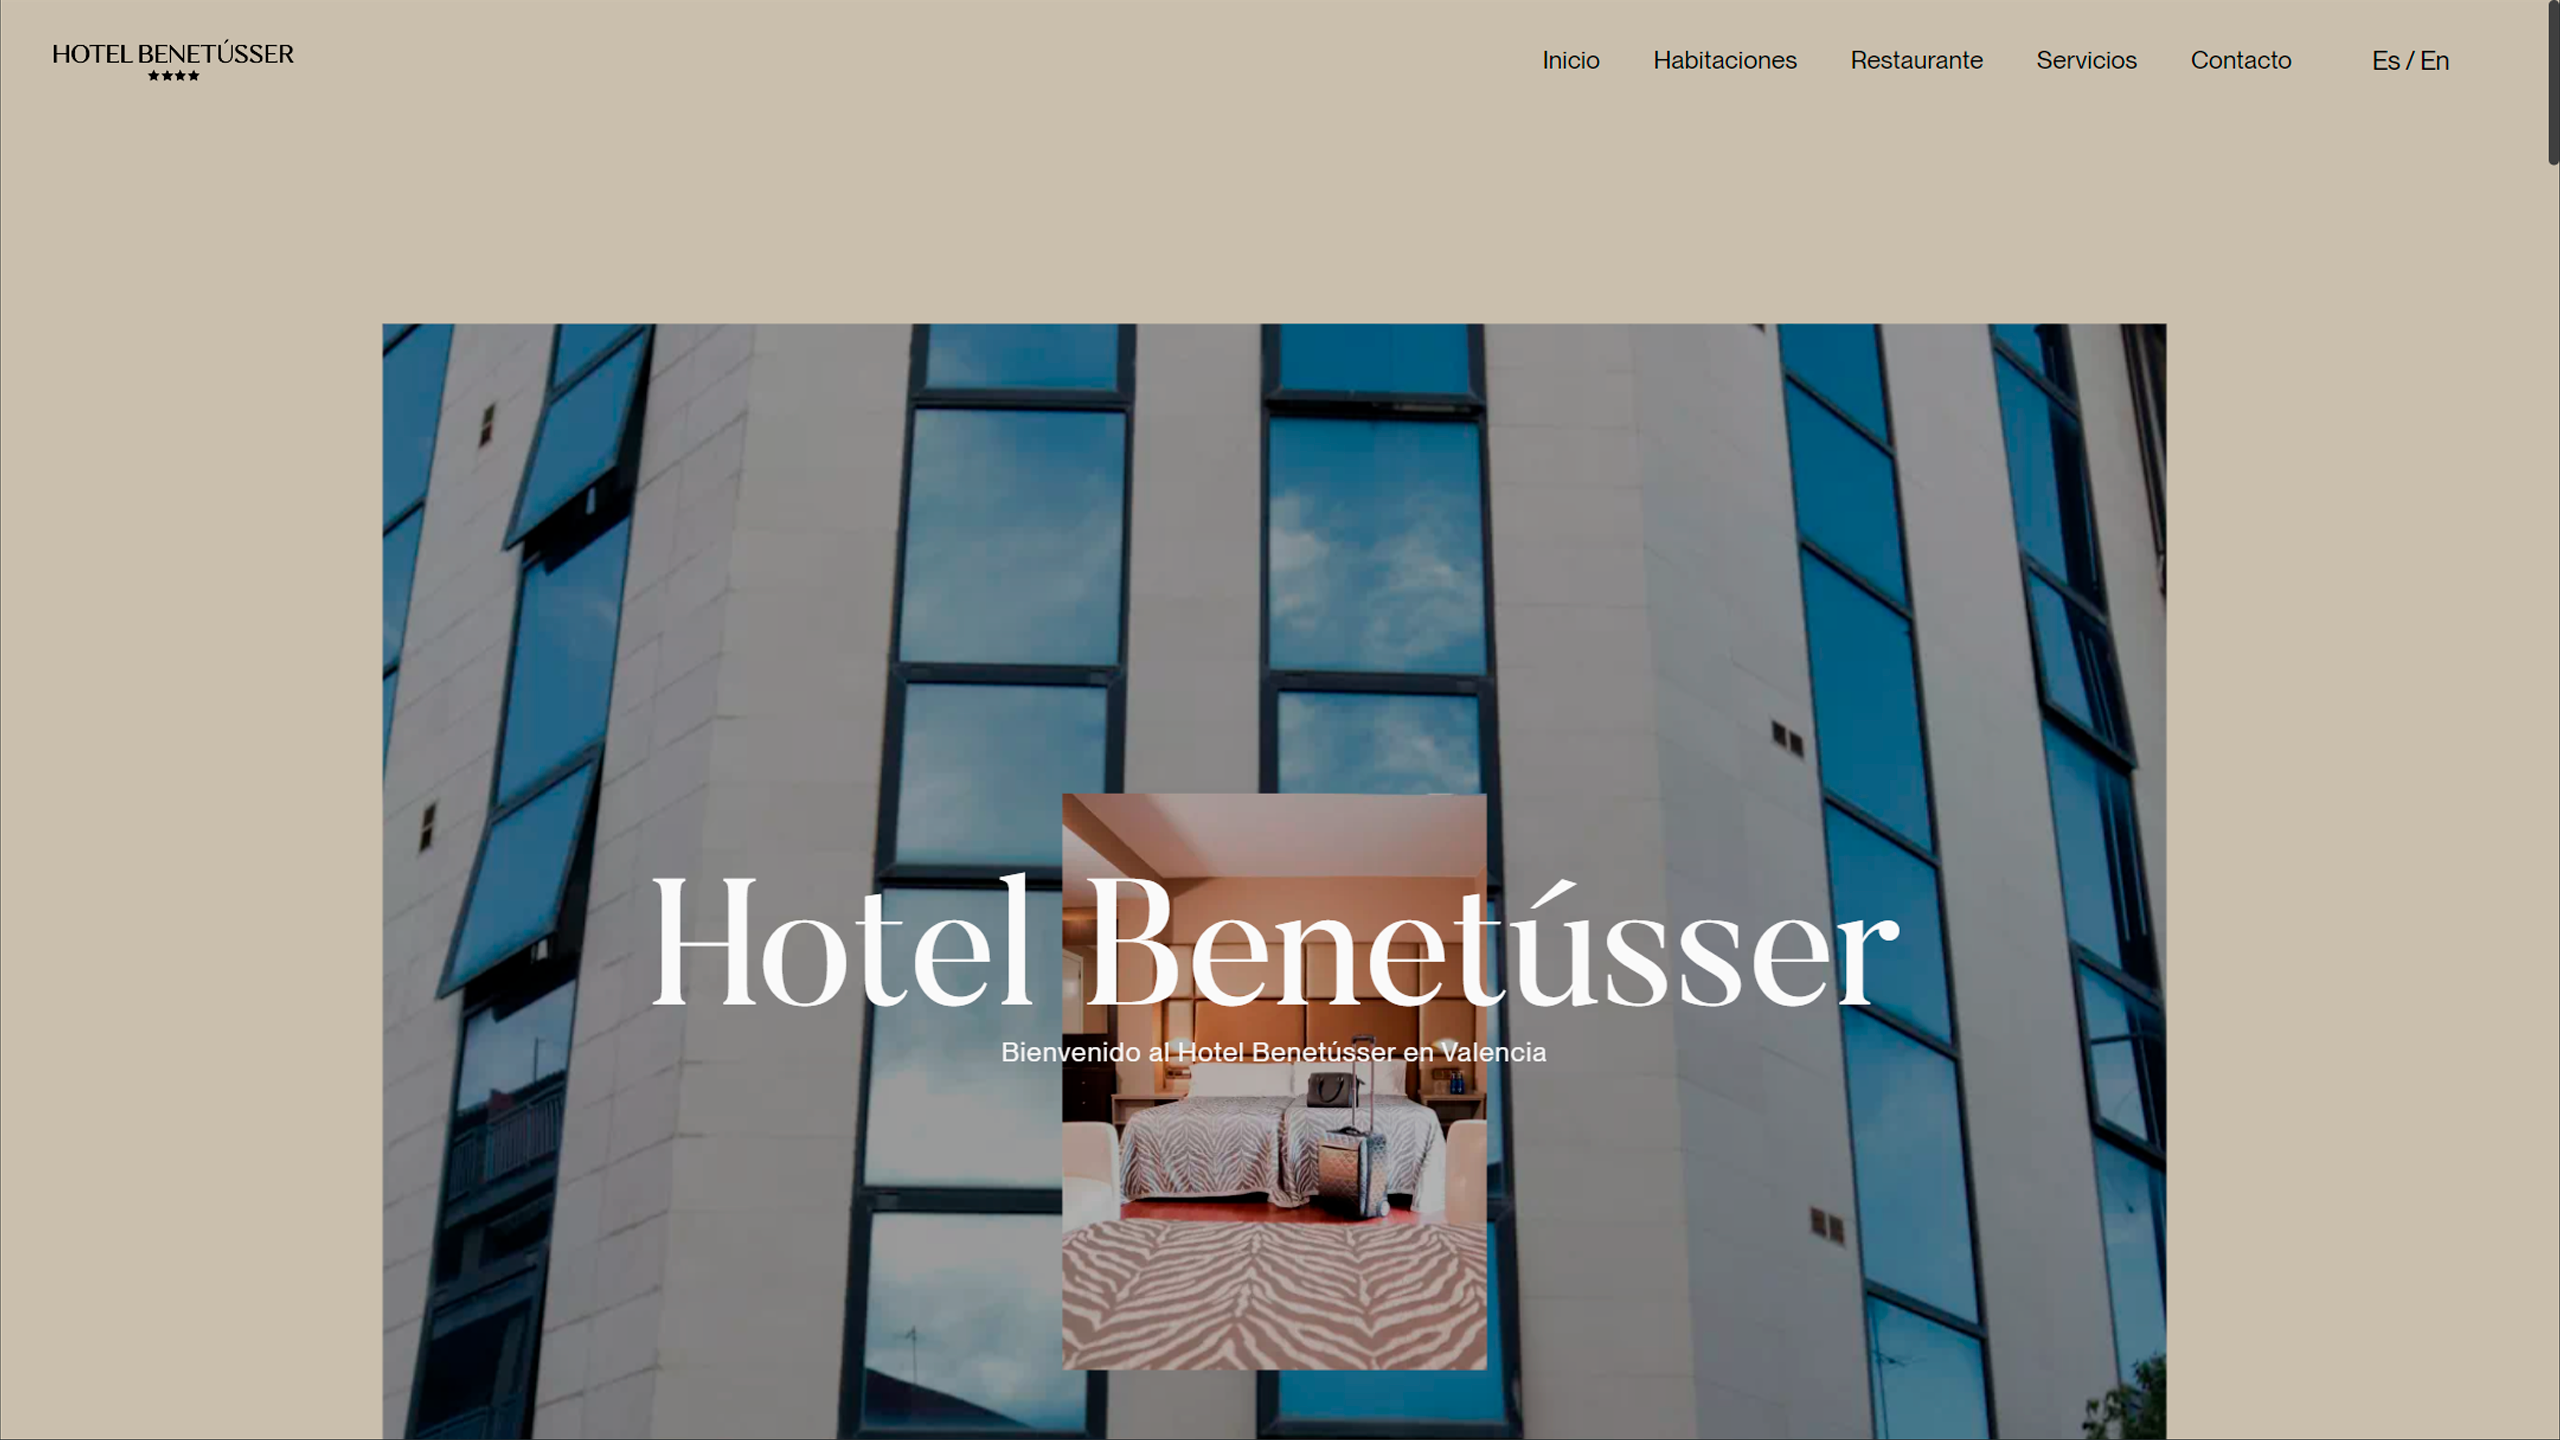 HOTEL BENETÚSSER
Inicio Habitaciones Restaurante Servicios Contacto Es / En
Hotel Benetússer
Bienvenido al Hotel Benetússer en Valencia